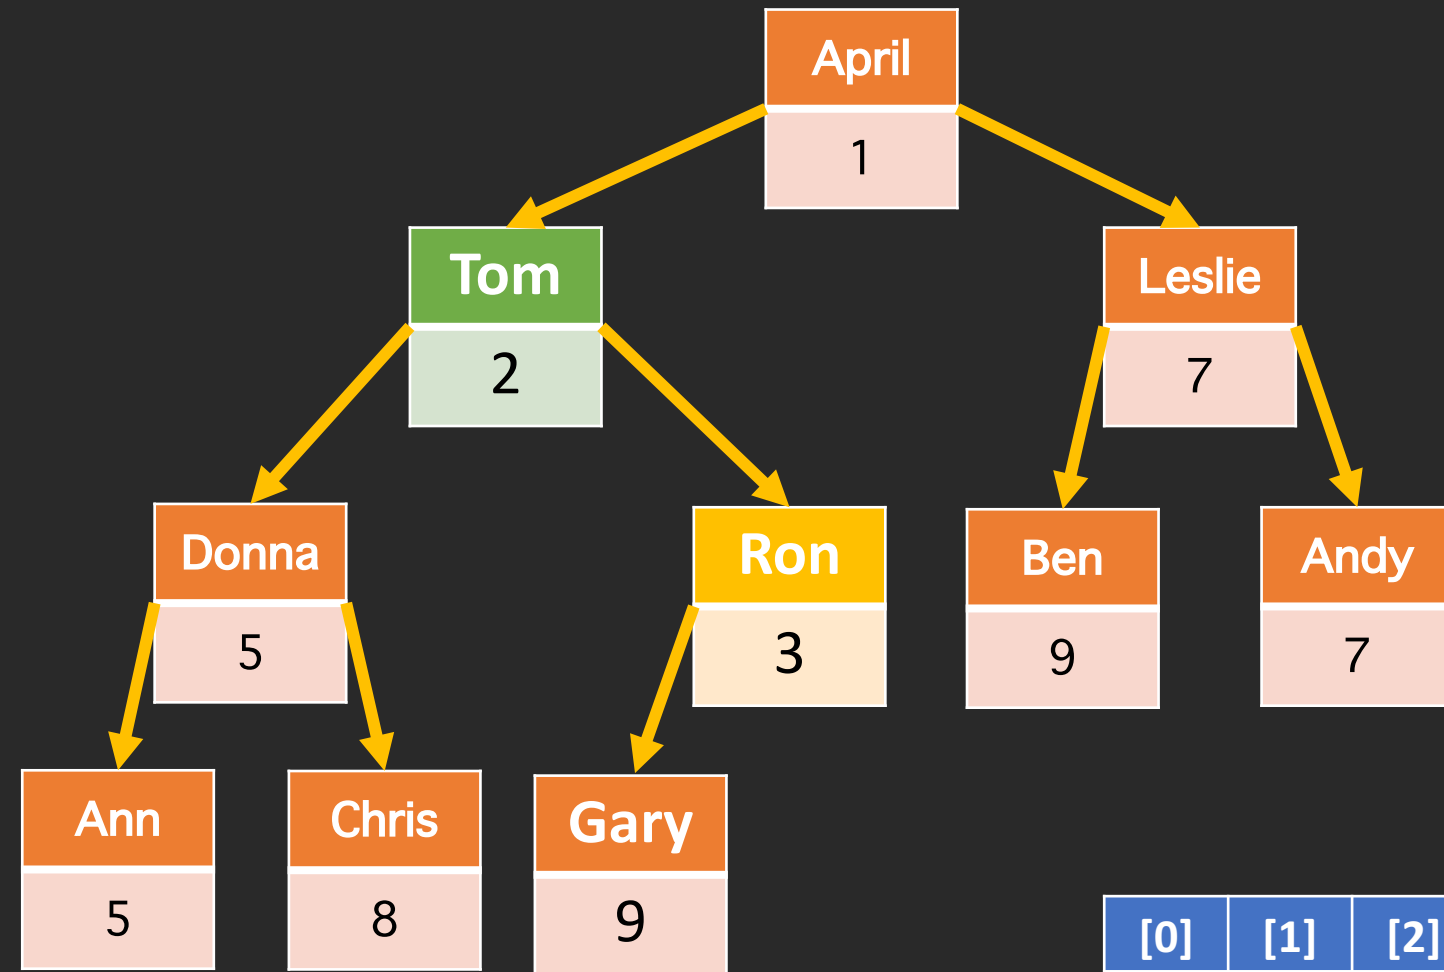 April
1
Tom
2
Leslie
7
Donna
5
Ron
3
Ben
9
Andy
7
Ann
5
Chris
8
Gary
9
[0] [1] [2]